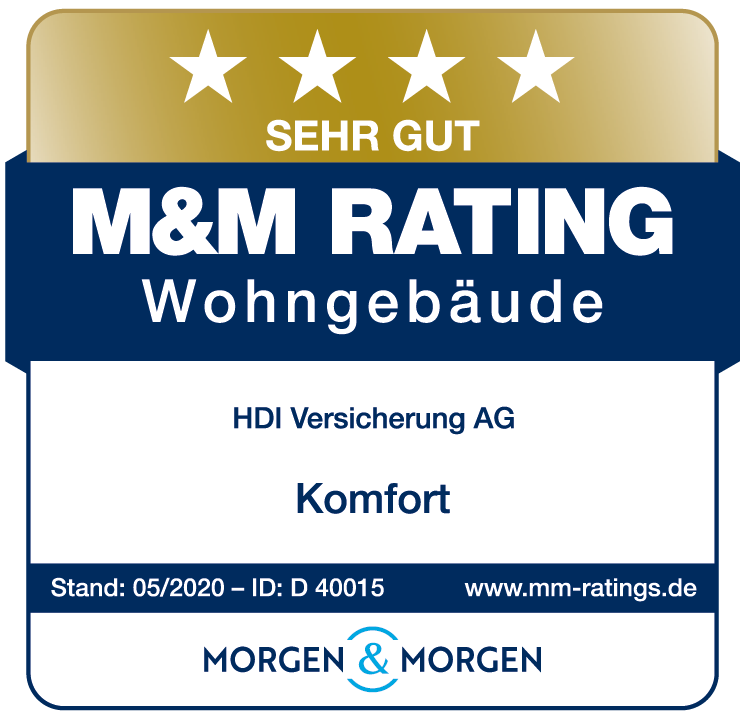 SEHR GUT
M&M RATING
Wohngebäude
HDI Versicherung AG
Komfort
Stand: 05/2020 – ID: D 40015 www.mm-ratings.de
MORGEN & MORGEN